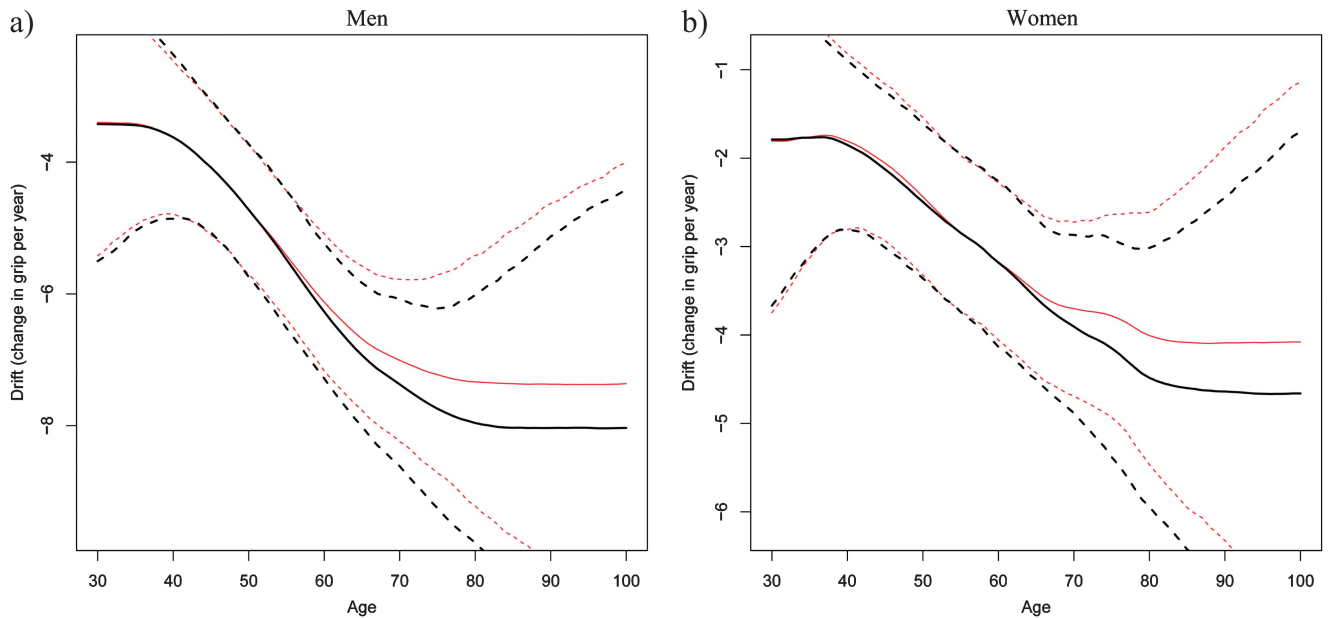 a)
Men
Drift (change in grip per year)
−4
−6
−8
30 40 50 60 70 80 90 100
Age
b)
Women
Drift (change in grip per year)
−1
−2
−3
−4
−5
−6
30 40 50 60 70 80 90 100
Age